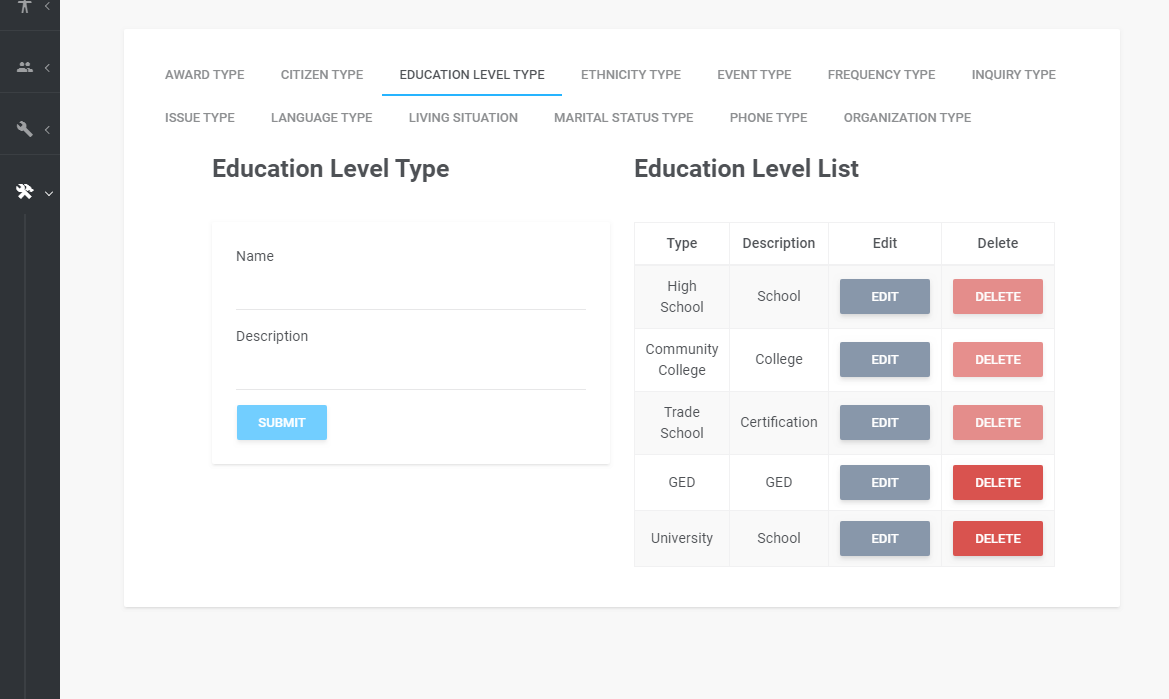 AWARD TYPE CITIZEN TYPE EDUCATION LEVEL TYPE ETHNICITY TYPE EVENT TYPE FREQUENCY TYPE INQUIRY TYPE
ISSUE TYPE LANGUAGE TYPE LIVING SITUATION MARITAL STATUS TYPE PHONE TYPE ORGANIZATION TYPE
Education Level Type
Name
Description
SUBMIT
Education Level List
Type Description Edit Delete
High
School School EDIT DELETE
Community
College College EDIT DELETE
Trade
School Certification EDIT DELETE
GED GED EDIT DELETE
University School EDIT DELETE